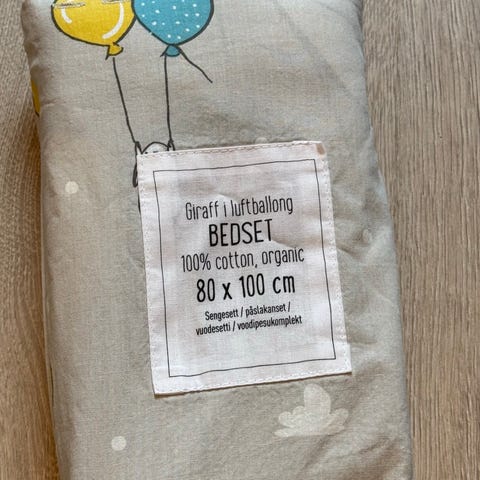 Giraff i luftballong
BEDSET
100% cotton, organic
80 x 100 cm
Sengesett / påslakanset /
vuodesetti / voodipesukomplekt